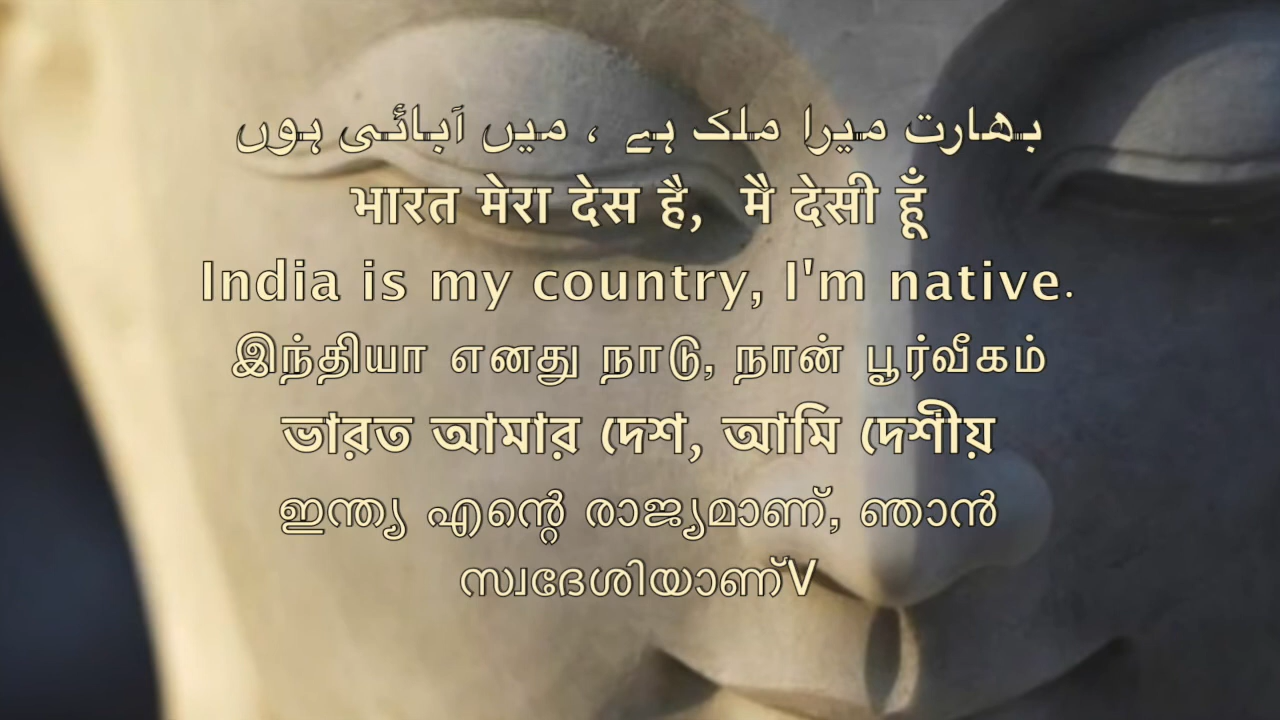 بھارت میرا ملک ہے ، میں آبائی ہوں
भारत मेरा देस है, मै देसी हूँ
India is my country, I'm native.
இந்தியா எனது நாடு, நான் பூர்வீகம்
ভারত আমার দেশ, আমি দেশীয়
ഇന്ത്യ എന്റെ രാജ്യമാണ്, ഞാൻ
സ്വദേശിയാണ്V